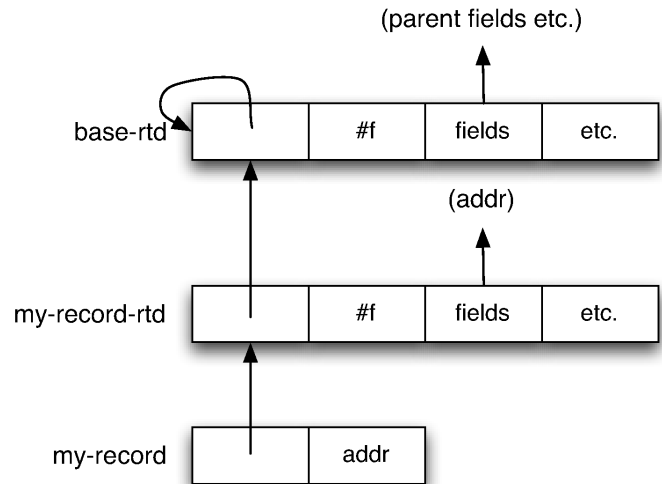 (parent fields etc.)
base-rtd #f fields etc.
(addr)
my-record-rtd #f fields etc.
my-record addr